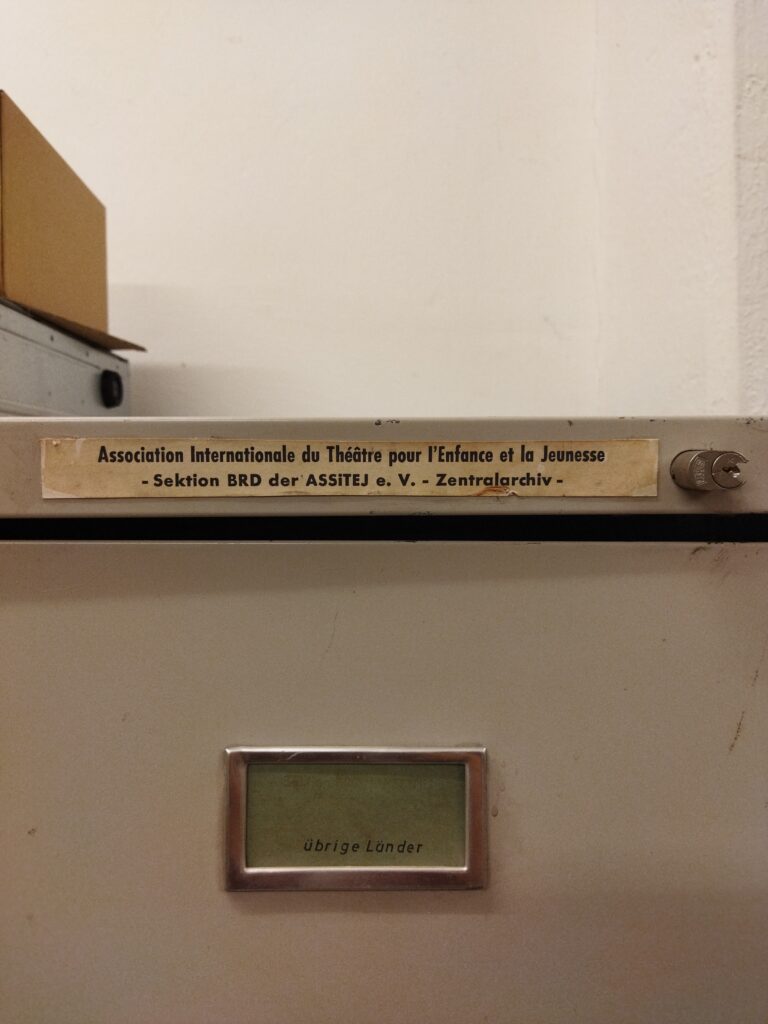 Association Internationale du Théâtre pour l'Enfance et la Jeunesse
- Sektion BRD der ASSiTEJ e. V. - Zentralarchiv -
übrige Länder